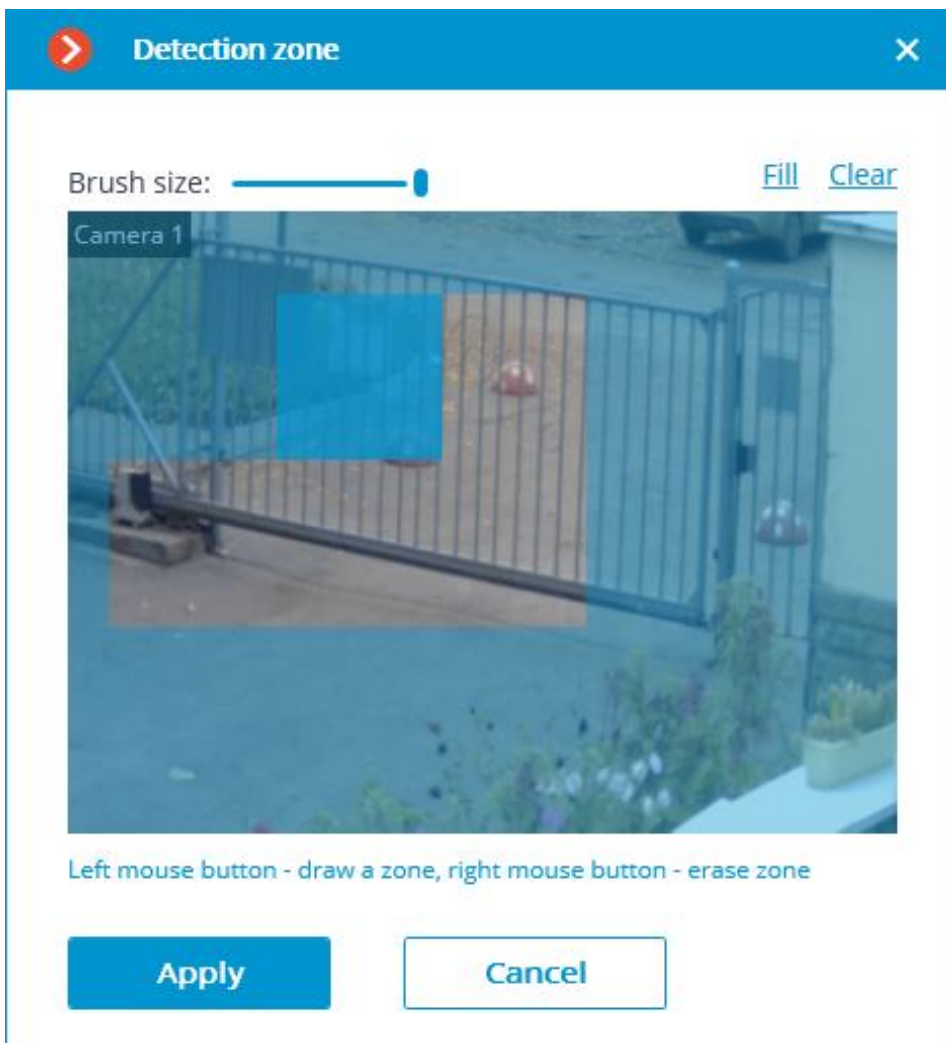 Detection zone
Brush size:
Fill Clear
Camera 1
Left mouse button - draw a zone, right mouse button - erase zone
Apply
Cancel